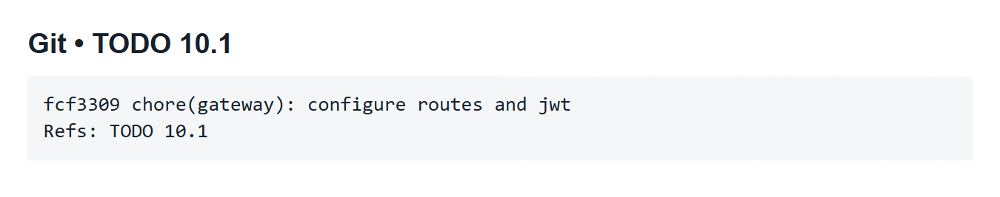 Git • TODO 10.1
fcf3309 chore(gateway): configure routes and jwt
Refs: TODO 10.1